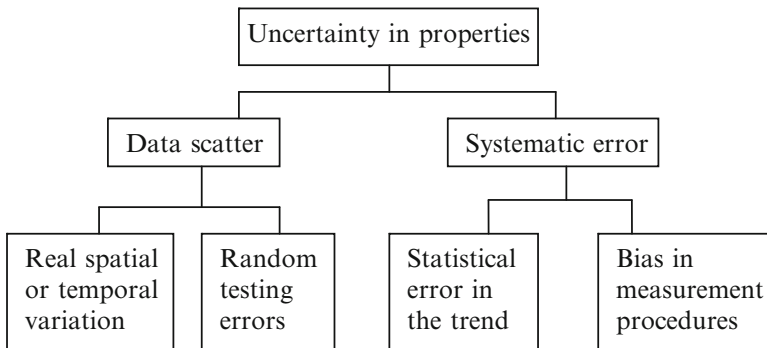 Uncertainty in properties
Data scatter
Systematic error
Real spatial
or temporal
variation
Random
testing
errors
Statistical
error in
the trend
Bias in
measurement
procedures